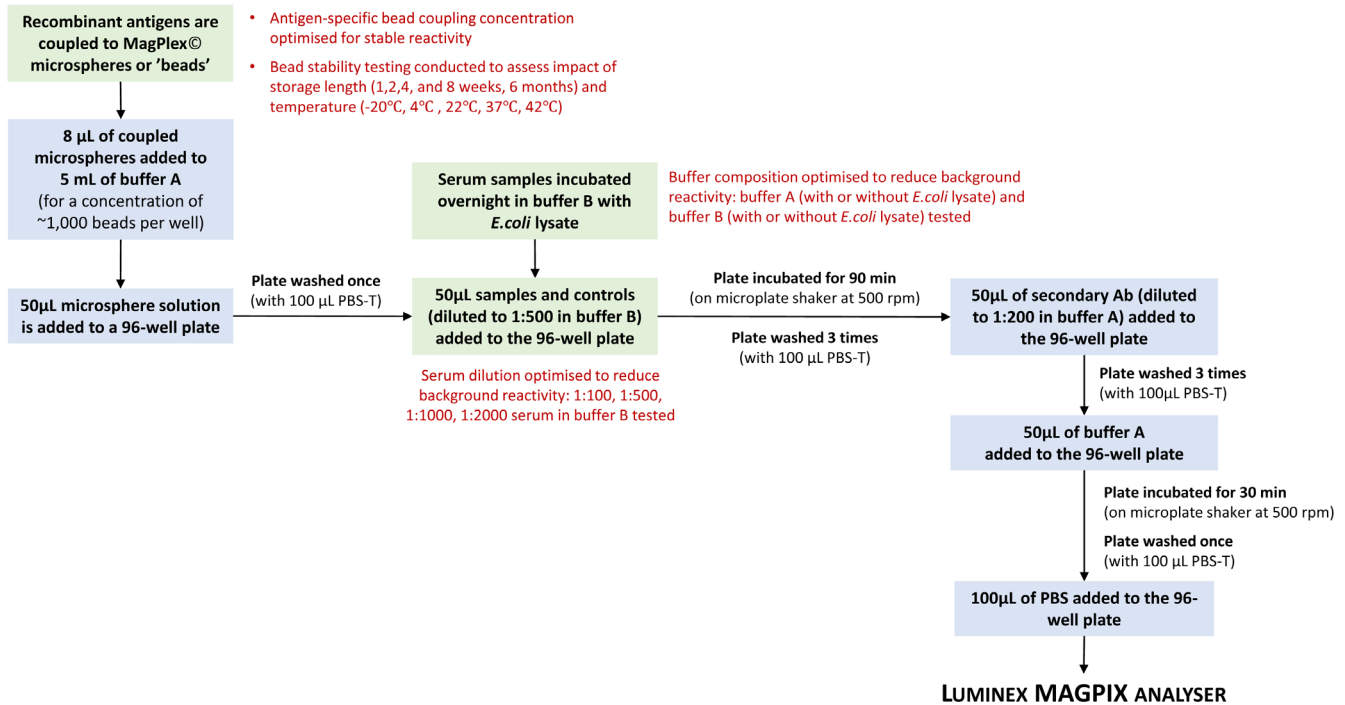 Recombinant antigens are
coupled to MagPlex©
microspheres or ’beads’
• Antigen-specific bead coupling concentration
optimised for stable reactivity
• Bead stability testing conducted to assess impact of
storage length (1,2,4, and 8 weeks, 6 months) and
temperature (-20℃, 4℃ , 22℃, 37℃, 42℃)
8 µL of coupled
microspheres added to
5 mL of buffer A
(for a concentration of
~1,000 beads per well)
Serum samples incubated
overnight in buffer B with
E.coli lysate
Buffer composition optimised to reduce background
reactivity: buffer A (with or without E.coli lysate) and
buffer B (with or without E.coli lysate) tested
50µL microsphere solution
is added to a 96-well plate
Plate washed once
(with 100 µL PBS-T)
50µL samples and controls
(diluted to 1:500 in buffer B)
added to the 96-well plate
Serum dilution optimised to reduce
background reactivity: 1:100, 1:500,
1:1000, 1:2000 serum in buffer B tested
Plate incubated for 90 min
(on microplate shaker at 500 rpm)
Plate washed 3 times
(with 100 µL PBS-T)
50µL of secondary Ab (diluted
to 1:200 in buffer A) added to
the 96-well plate
Plate washed 3 times
(with 100µL PBS-T)
50µL of buffer A
added to the 96-well plate
Plate incubated for 30 min
(on microplate shaker at 500 rpm)
Plate washed once
(with 100 µL PBS-T)
100µL of PBS added to the 96-
well plate
LUMINEX MAGPIX ANALYSER